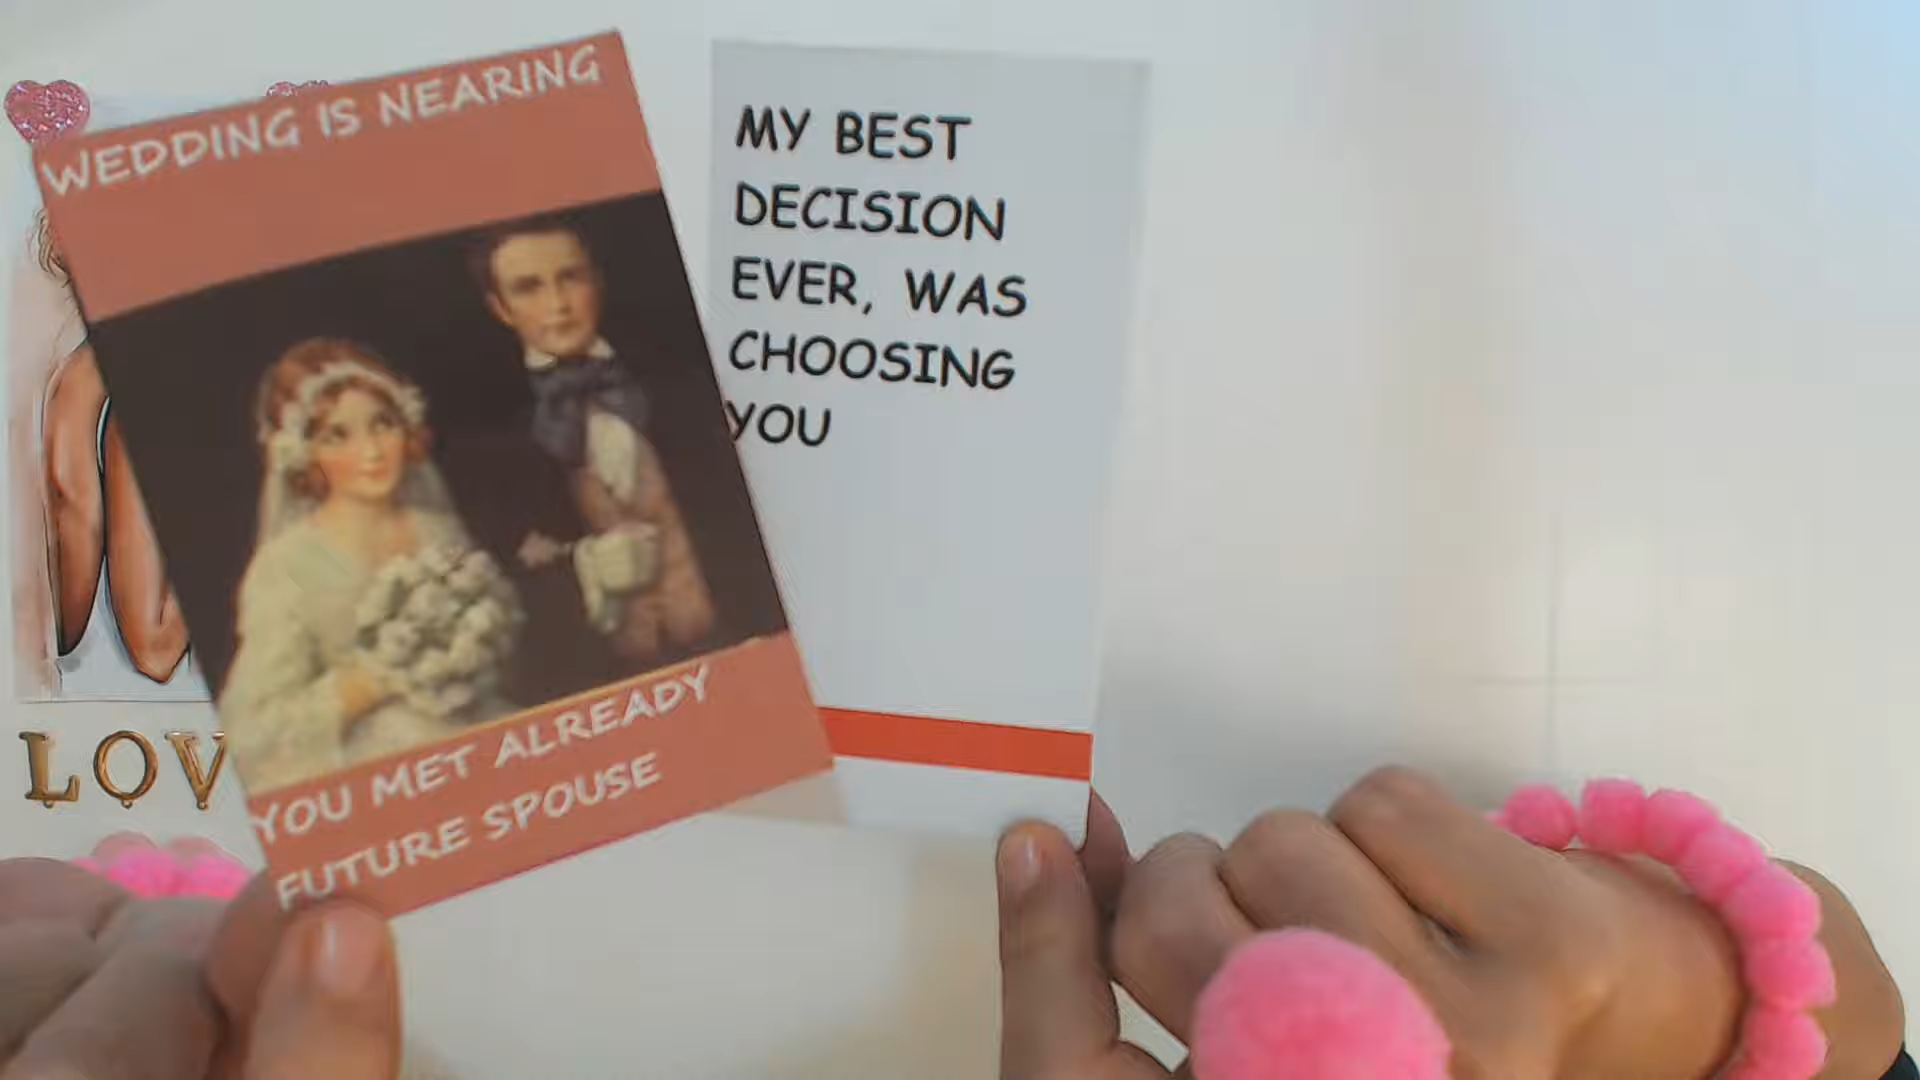 WEDDING IS NEARING
YOU MET ALREADY
FUTURE SPOUSE
MY BEST
DECISION
EVER, WAS
CHOOSING
YOU
LOV